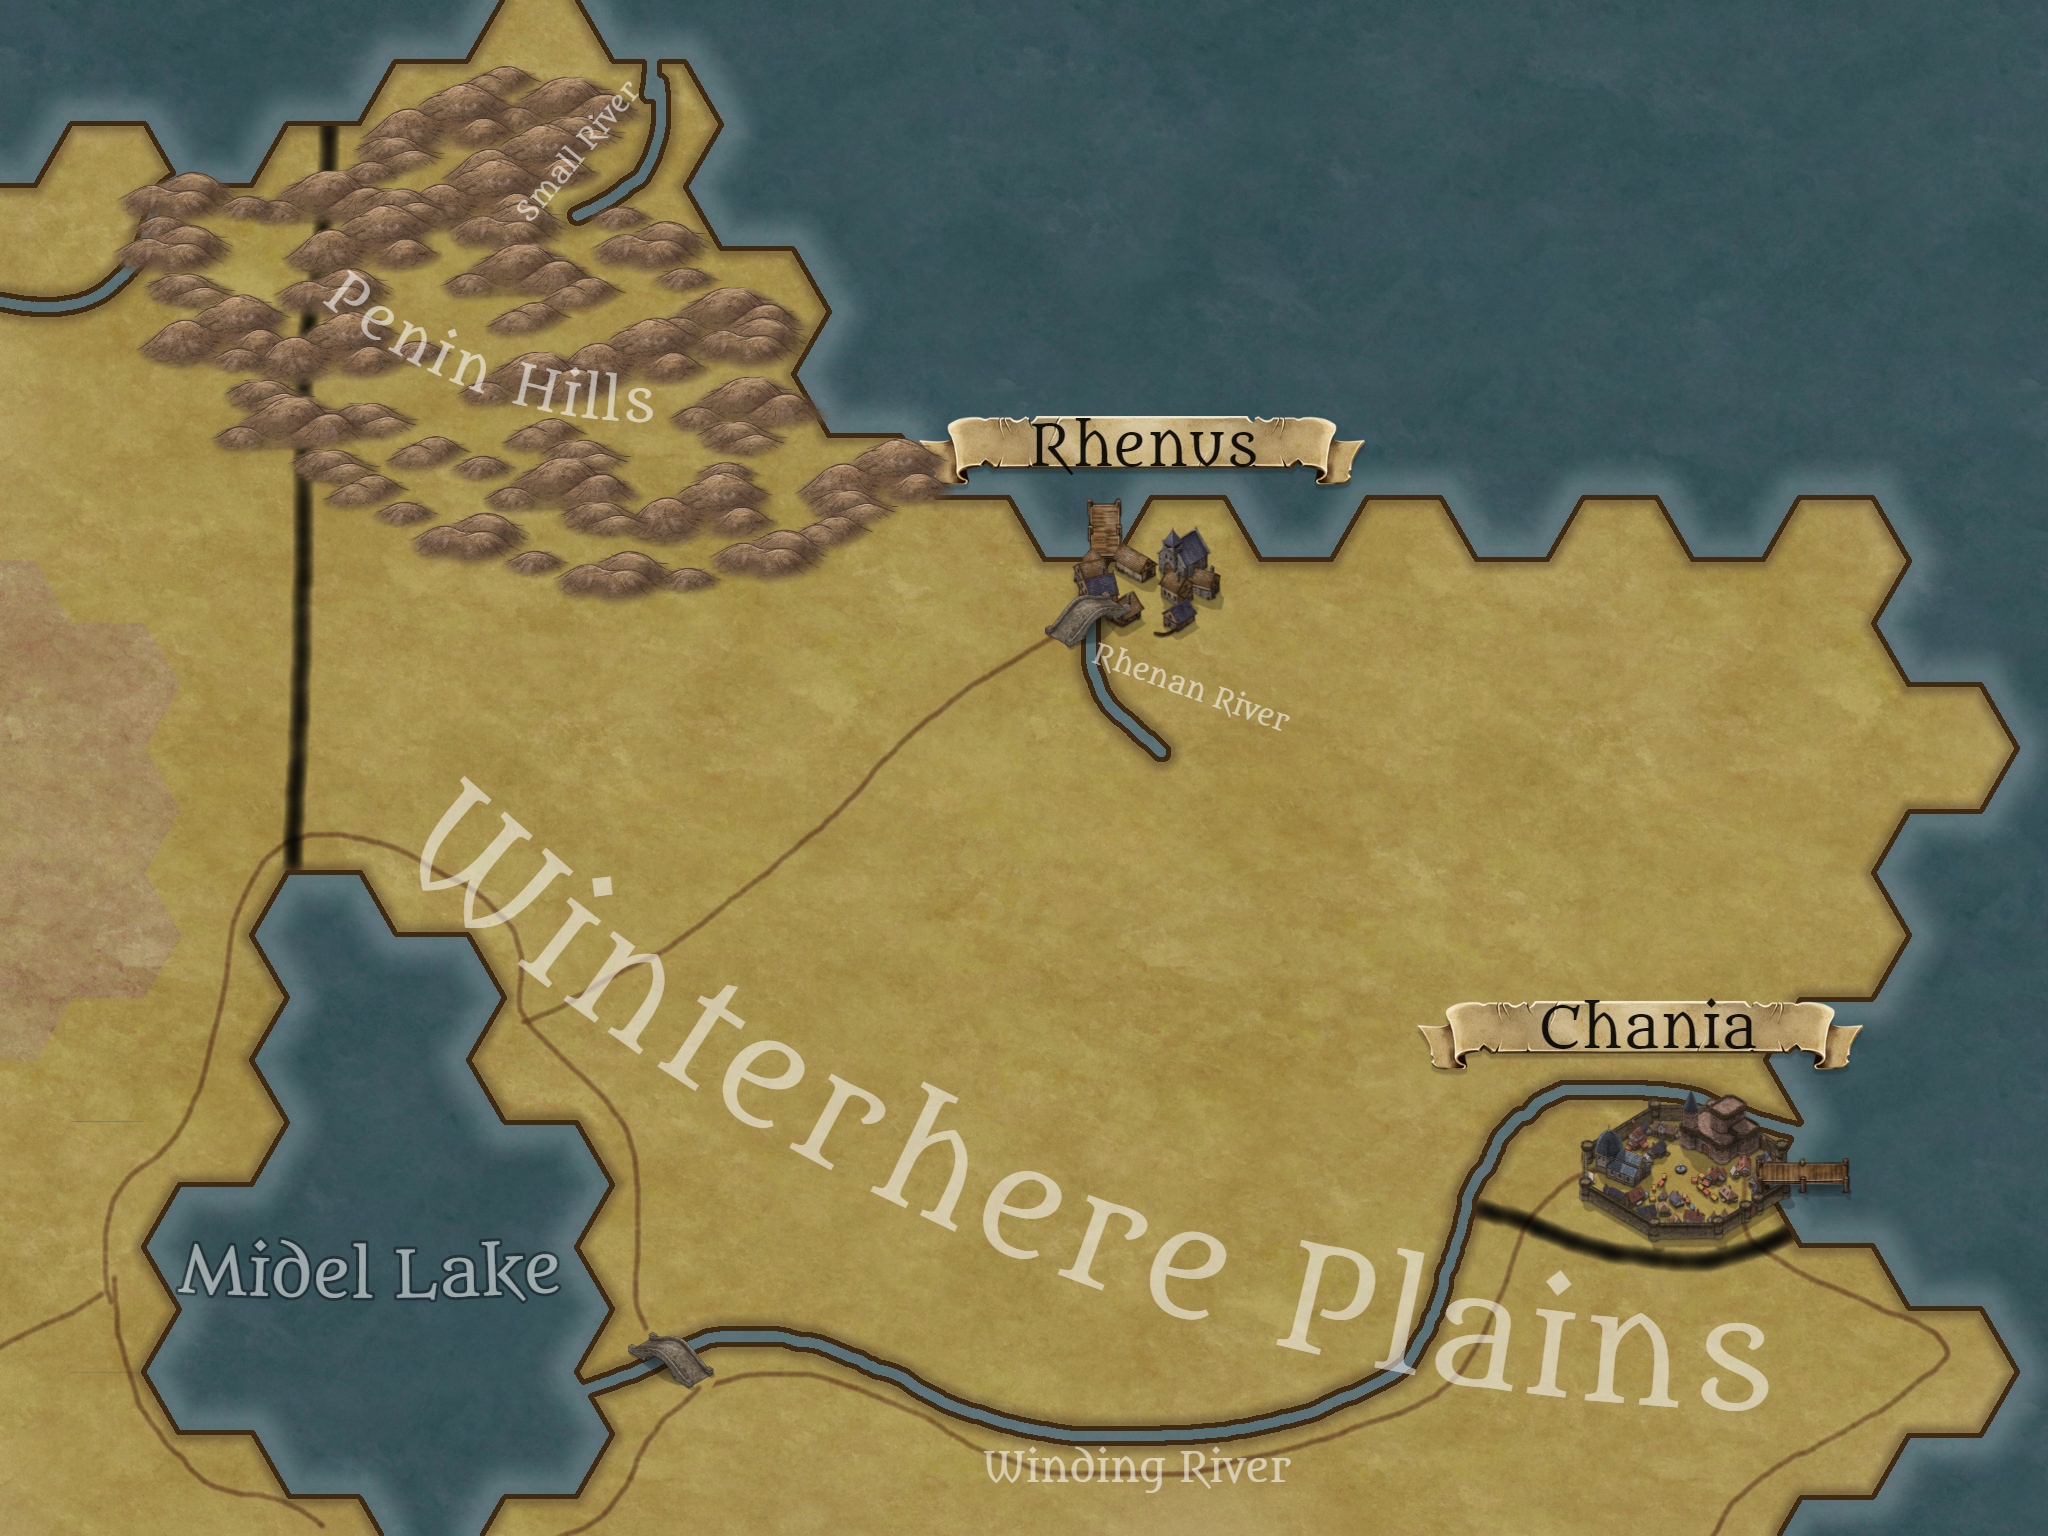 Small River
Penin Hills
Rhenus
Rhenan River
Winterhere Plains
Chania
Midel Lake
Winding River